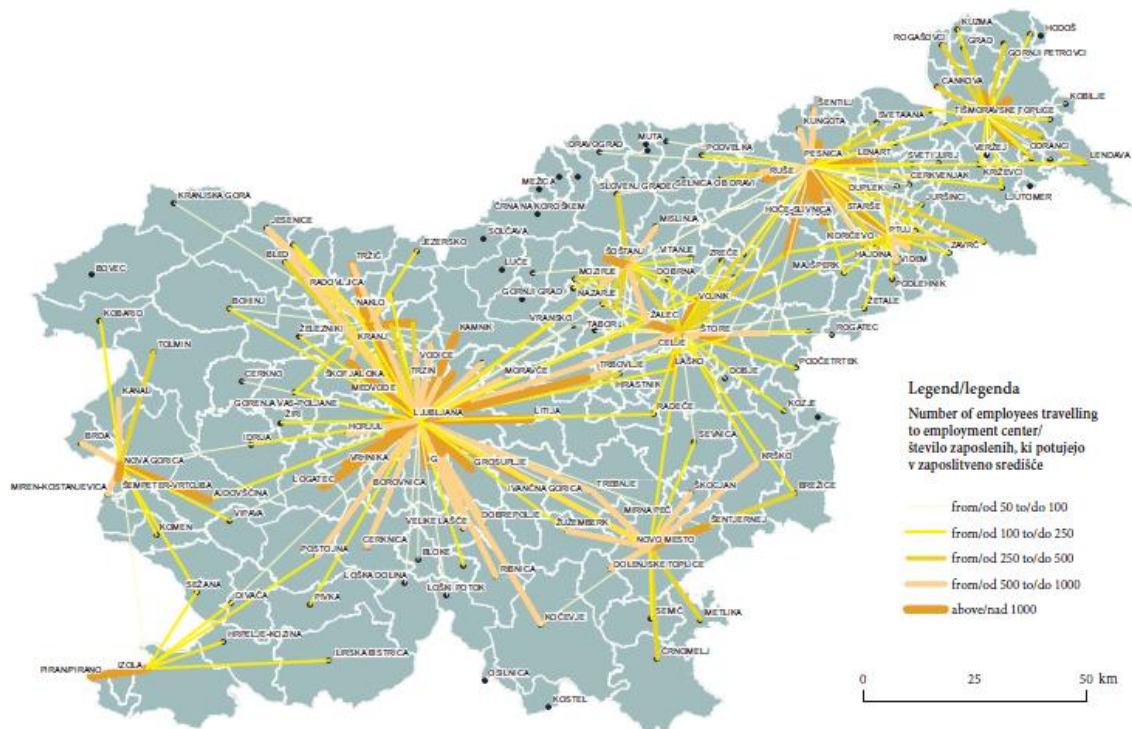 KUZMA
ROGAŠOVCI
HODOŠ
GRAD
GORNJI PETROVCI
CANKOVA
KOBILJE
TIŠMORAVSKE TOPLICE
ŠENTILJ
KUNGOTA
SVETAANA
MUTA
DRAVOGRAD
PODVELKA
PESNICA
LENART
VERŽEJ
ODRANCI
LENDAVA
SVETI JURIJ
MEŽICA
RUŠE
SLOVENJ GRADEC
SELNICA OB DRAVI
CERKVENJAK
KRIŽEVCI
DUPLEK
LJUTOMER
KRANJSKA GORA
ČRNA NA KOROŠKEM
HOČE-SLIVNICA
STARŠE
JURŠINCI
MISLINJA
JESENICE
SOLČAVA
KIDRIČEVO
PTUJ
JEZERSKO
ŠOŠTANJ
VITANJE
ZREČE
HAJDINA
ZAVRČ
BLED
TRŽIČ
LUČE
VIDEM
BOVEC
RADOVLJICA
MOZIRJE
DOBRNA
MAJŠPERK
PODLEHNIK
GORNJI GRAD
NAZARJE
VOJNIK
BOHINJ
NAKLO
ŽETALE
KOBARID
VRANSKO
ŽALEC
ŽELEZNIKI
KRANJ
KAMNIK
TABOR
ŠTORE
ROGATEC
TOLMIN
VODICE
CELJE
ŠKOFJA LOKA
TRZIN
LAŠKO
PODČETRTEK
CERKNO
MORAVČE
TRBOVLJE
KANAL
MEDVODE
HRASTNIK
DOBJE
GORENJA VAS-POLJANE
ŽIRI
LJUBLJANA
LITIJA
RADEČE
KOZJE
BRDA
IDRIJA
HORJUL
SEVNICA
NOVA GORICA
VRHNIKA
IG
GROSUPLJE
KRŠKO
MIREN-KOSTANJEVICA
ŠEMPETER-VRTOJBA
AJDOVŠČINA
LOGATEC
BOROVNICA
IVANČNA GORICA
TREBNJE
ŠKOCJAN
BREŽICE
VIPAVA
DOBREPOLJE
MIRNA PEČ
KOMEN
VELIKE LAŠČE
ŽUŽEMBERK
ŠENTJERNEJ
NOVO MESTO
POSTOJNA
CERKNICA
BLOKE
DOLENJSKE TOPLICE
SEŽANA
LOŠKA DOLINA
RIBNICA
DIVAČA
PIVKA
LOŠKI POTOK
KOČEVJE
SEMIČ
METLIKA
HRPELJE-KOZINA
PIRAN/PIRANO
IZOLA
ILIRSKA BISTRICA
ČRNOMELJ
OSILNICA
KOSTEL
Legend/legenda
Number of employees travelling
to employment center/
število zaposlenih, ki potujejo
v zaposlitveno središče
from/od 50 to/do 100
from/od 100 to/do 250
from/od 250 to/do 500
from/od 500 to/do 1000
above/nad 1000
0 25 50 km